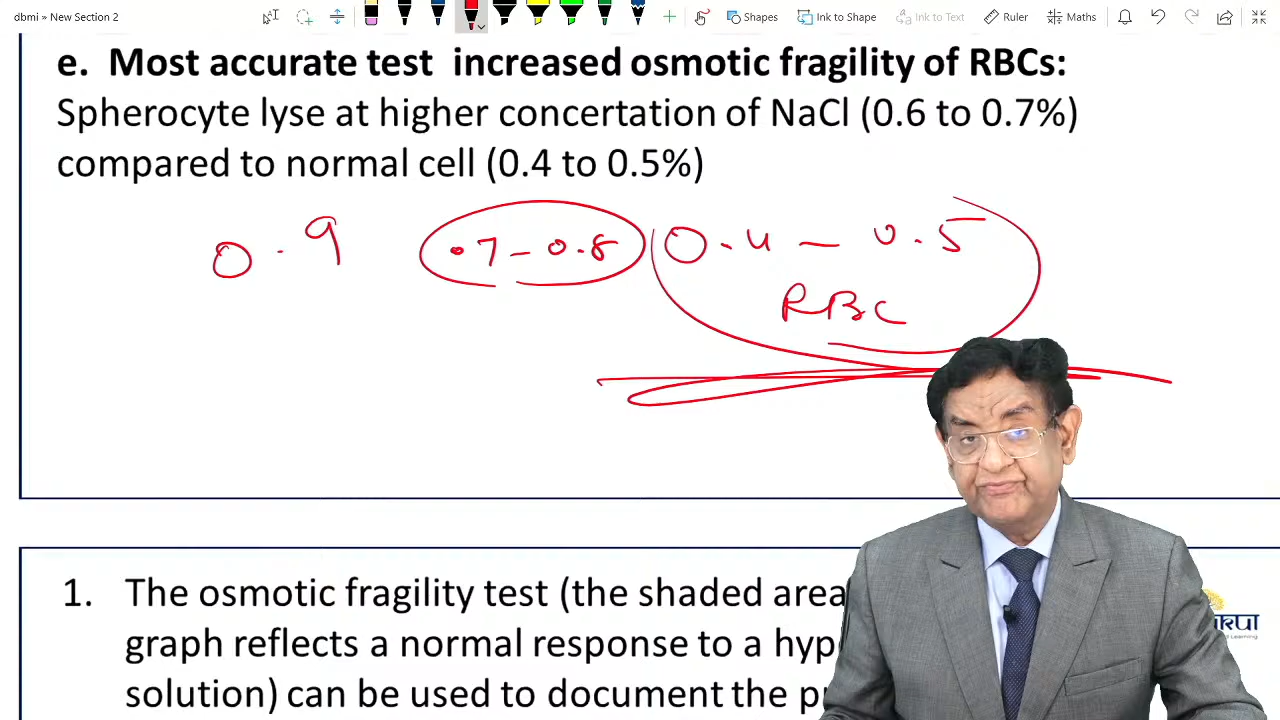 dbmi » New Section 2
Shapes
Ink to Shape
Ink to Text
Ruler
Maths
e. Most accurate test increased osmotic fragility of RBCs:
Spherocyte lyse at higher concertation of NaCl (0.6 to 0.7%)
compared to normal cell (0.4 to 0.5%)
0.9 .7 - 0.8 0.4 - 0.5
RBC
1. The osmotic fragility test (the shaded area
graph reflects a normal response to a hyp
solution) can be used to document the pr